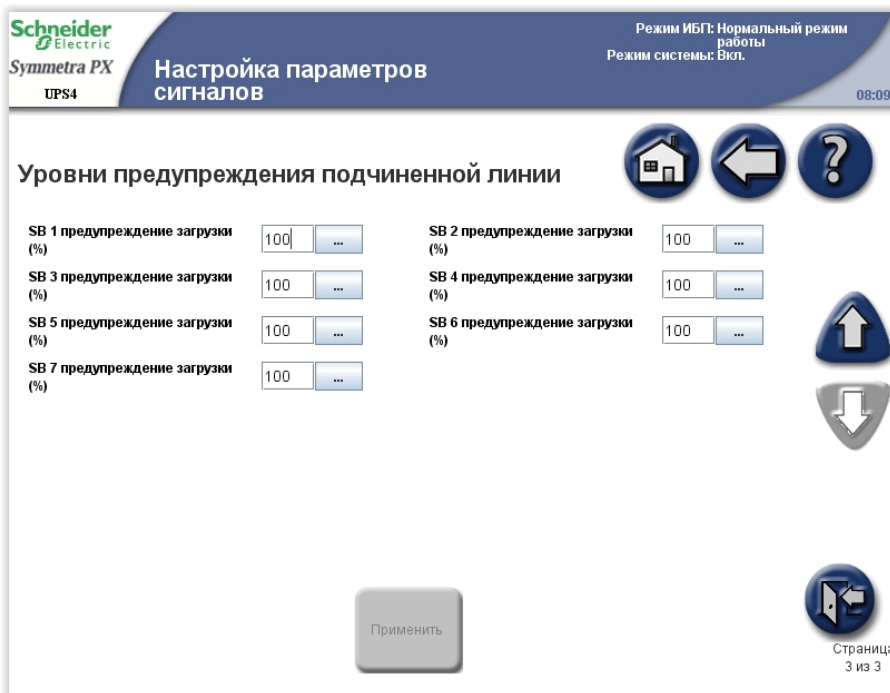 Schneider
Electric
Symmetra PX
UPS4
Настройка параметров
сигналов
Режим ИБП: Нормальный режим
работы
Режим системы: Вкл.
08:09
Уровни предупреждения подчиненной линии
?
SB 1 предупреждение загрузки
(%)
100
...
SB 2 предупреждение загрузки
(%)
100
...
SB 3 предупреждение загрузки
(%)
100
...
SB 4 предупреждение загрузки
(%)
100
...
SB 5 предупреждение загрузки
(%)
100
...
SB 6 предупреждение загрузки
(%)
100
...
SB 7 предупреждение загрузки
(%)
100
...
Применить
Страница
3 из 3